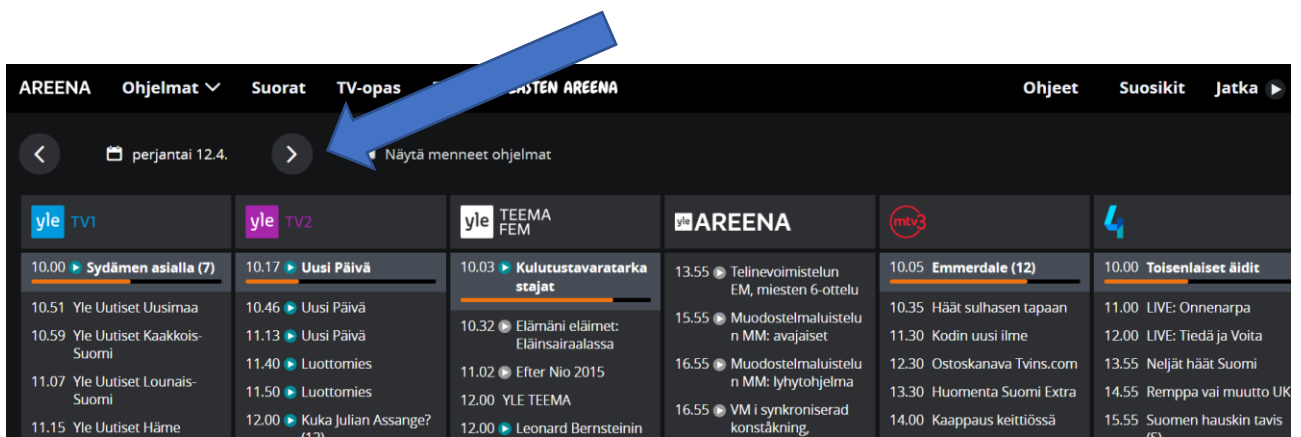 AREENA Ohjelmat Suorat TV-opas STEN AREENA Ohjeet Suosikit Jatka
perjantai 12.4. Näytä menneet ohjelmat
yle TV1
10.00 Sydämen asialla (7)
10.51 Yle Uutiset Uusimaa
10.59 Yle Uutiset Kaakkois-
Suomi
11.07 Yle Uutiset Lounais-
Suomi
11.15 Yle Uutiset Häme
yle TV2
10.17 Uusi Päivä
10.46 Uusi Päivä
11.13 Uusi Päivä
11.40 Luottomies
11.50 Luottomies
12.00 Kuka Julian Assange?
(12)
yle TEEMA
FEM
10.03 Kulutustavaratarka
stajat
10.32 Elämäni eläimet:
Eläinsairaalassa
11.02 Efter Nio 2015
12.00 YLE TEEMA
12.00 Leonard Bernsteinin
yle AREENA
13.55 Telinevoimistelun
EM, miesten 6-ottelu
15.55 Muodostelmaluistelu
n MM: avajaiset
16.55 Muodostelmaluistelu
n MM: lyhytohjelma
16.55 VM i synkroniserad
konståkning,
mtv3
10.05 Emmerdale (12)
10.35 Häät sulhasen tapaan
11.30 Kodin uusi ilme
12.30 Ostoskanava Tvins.com
13.30 Huomenta Suomi Extra
14.00 Kaappaus keittiössä
4
10.00 Toisenlaiset äidit
11.00 LIVE: Onnenarpa
12.00 LIVE: Tiedä ja Voita
13.55 Neljät häät Suomi
14.55 Remppa vai muutto UK
15.55 Suomen hauskin tavis
(S)